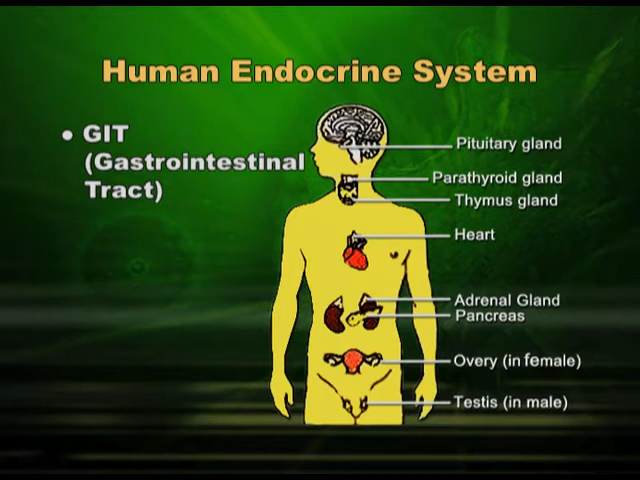 Human Endocrine System
• GIT
(Gastrointestinal
Tract)
Pituitary gland
Parathyroid gland
Thymus gland
Heart
Adrenal Gland
Pancreas
Overy (in female)
Testis (in male)